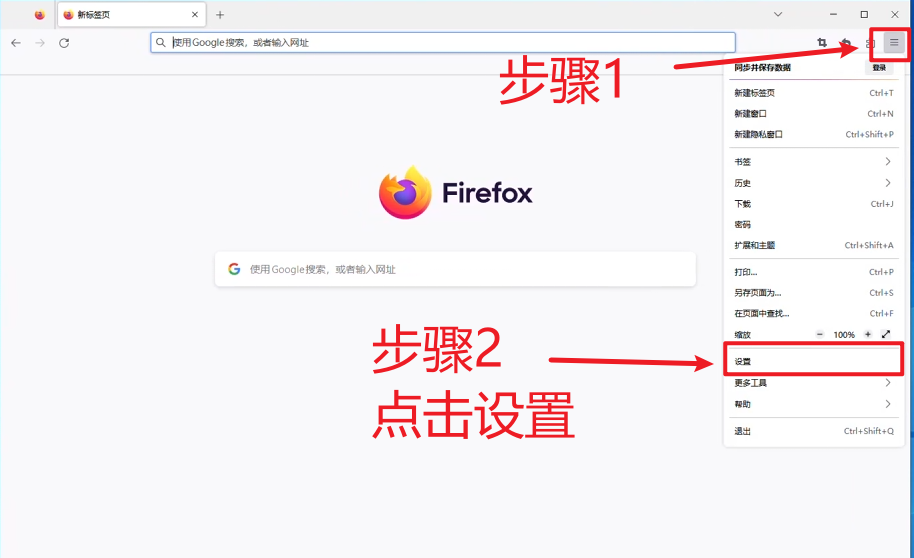 新标签页
使用Google搜索，或者输入网址
步骤1
同步并保存数据 登录
新建标签页 Ctrl+T
新建窗口 Ctrl+N
新建隐私窗口 Ctrl+Shift+P
书签
历史
下载 Ctrl+J
密码
扩展和主题 Ctrl+Shift+A
打印... Ctrl+P
另存页面为... Ctrl+S
在页面中查找... Ctrl+F
缩放 − 100% +
设置
更多工具
帮助
退出 Ctrl+Shift+Q
Firefox
使用Google搜索，或者输入网址
步骤2
点击设置